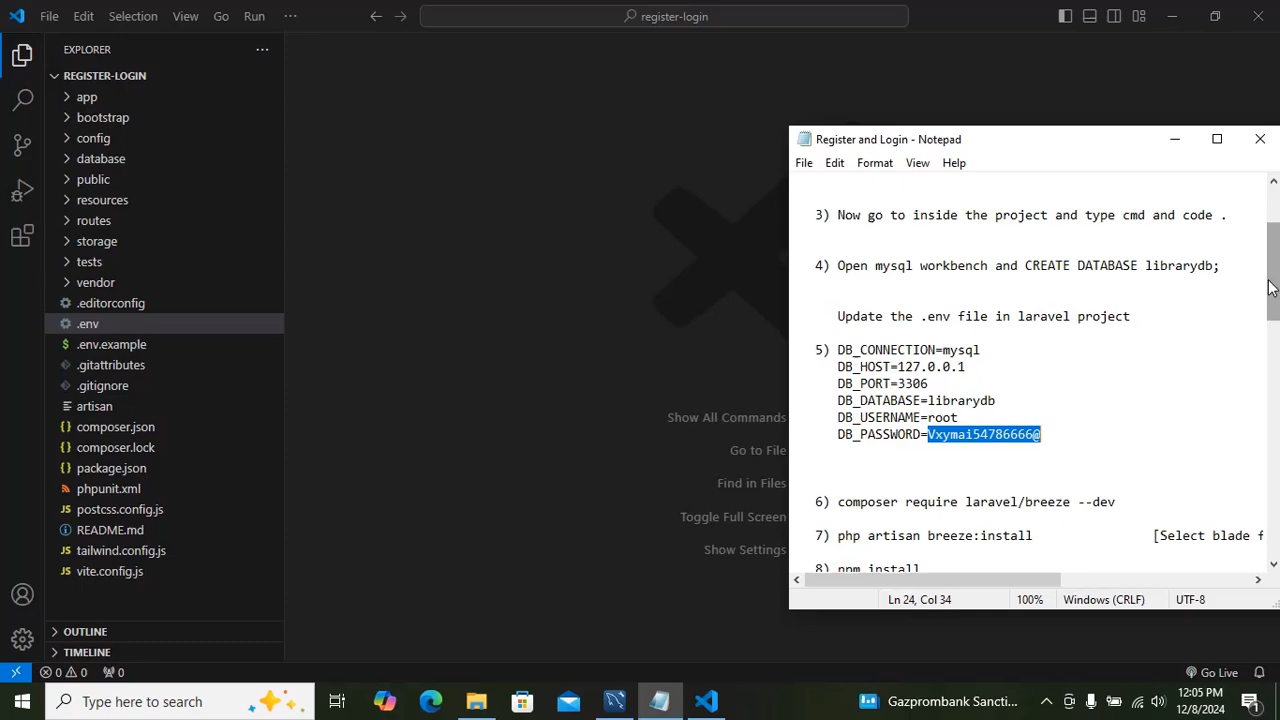 File Edit Selection View Go Run ···
register-login
EXPLORER
REGISTER-LOGIN
app
bootstrap
config
database
public
resources
routes
storage
tests
vendor
.editorconfig
.env
.env.example
.gitattributes
.gitignore
artisan
composer.json
composer.lock
package.json
phpunit.xml
postcss.config.js
README.md
tailwind.config.js
vite.config.js
OUTLINE
TIMELINE
Show All Commands
Go to File
Find in Files
Toggle Full Screen
Show Settings
Register and Login - Notepad
File Edit Format View Help
3) Now go to inside the project and type cmd and code .
4) Open mysql workbench and CREATE DATABASE librarydb;
Update the .env file in laravel project
5) DB_CONNECTION=mysql
DB_HOST=127.0.0.1
DB_PORT=3306
DB_DATABASE=librarydb
DB_USERNAME=root
DB_PASSWORD=Vxymai54786666@
6) composer require laravel/breeze --dev
7) php artisan breeze:install [Select blade f
8) npm install
Ln 24, Col 34 100% Windows (CRLF) UTF-8
0 0 0
Go Live
Type here to search
Gazprombank Sancti...
12:05 PM
12/8/2024
1